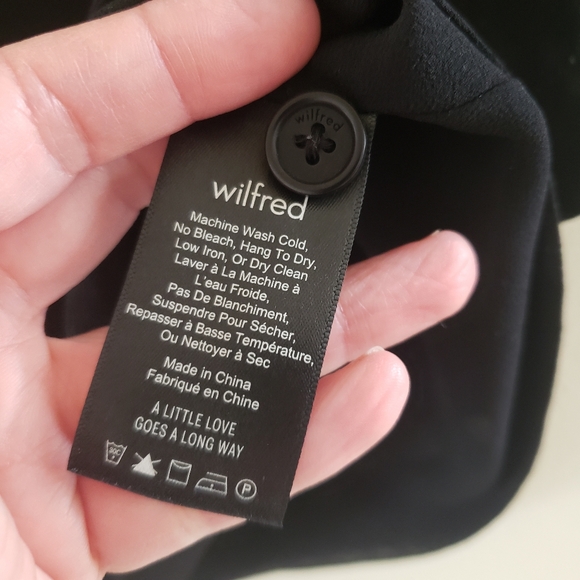 wilfred
wilfred
Machine Wash Cold,
No Bleach, Hang To Dry,
Low Iron, Or Dry Clean
Laver à La Machine à
L'eau Froide,
Pas De Blanchiment,
Suspendre Pour Sécher,
Repasser à Basse Température,
Ou Nettoyer à Sec
Made in China
Fabriqué en Chine
A LITTLE LOVE
GOES A LONG WAY
P